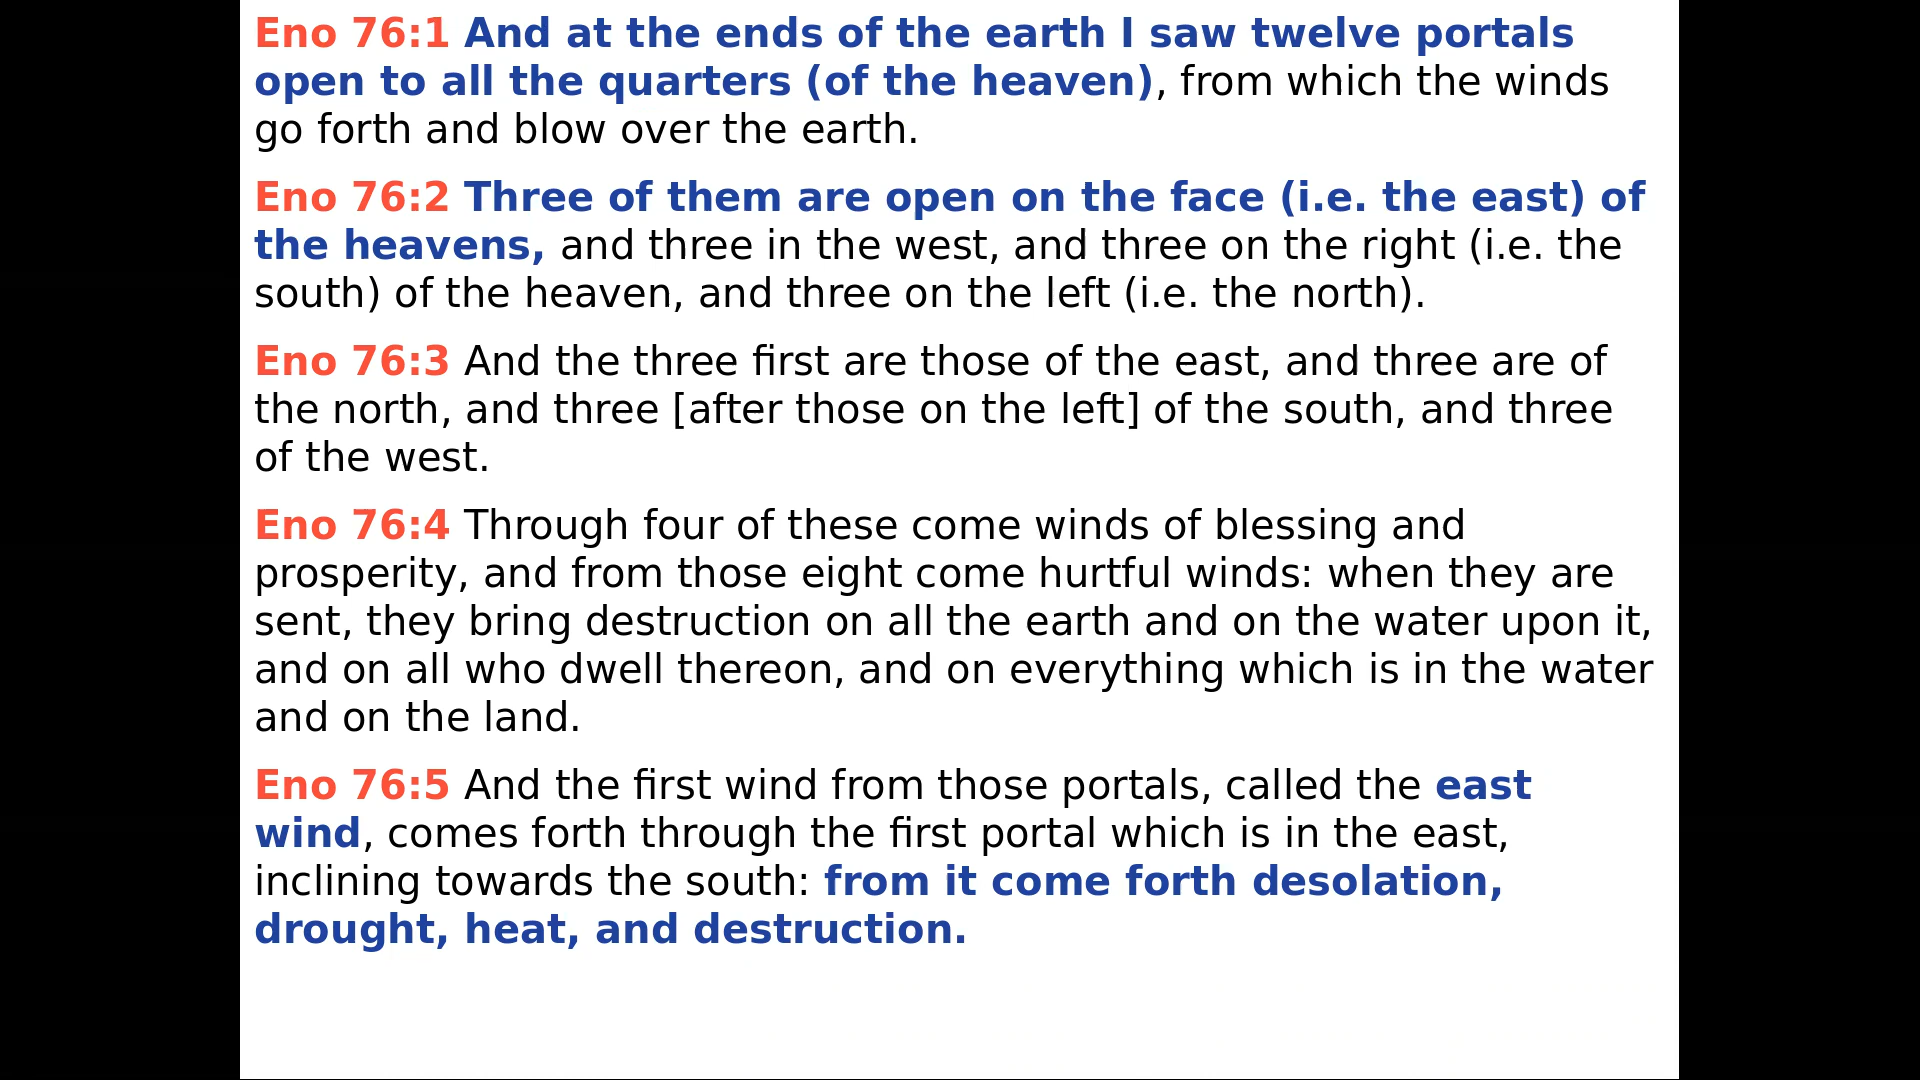 Eno 76:1 And at the ends of the earth I saw twelve portals
open to all the quarters (of the heaven), from which the winds
go forth and blow over the earth.
Eno 76:2 Three of them are open on the face (i.e. the east) of
the heavens, and three in the west, and three on the right (i.e. the
south) of the heaven, and three on the left (i.e. the north).
Eno 76:3 And the three first are those of the east, and three are of
the north, and three [after those on the left] of the south, and three
of the west.
Eno 76:4 Through four of these come winds of blessing and
prosperity, and from those eight come hurtful winds: when they are
sent, they bring destruction on all the earth and on the water upon it,
and on all who dwell thereon, and on everything which is in the water
and on the land.
Eno 76:5 And the first wind from those portals, called the east
wind, comes forth through the first portal which is in the east,
inclining towards the south: from it come forth desolation,
drought, heat, and destruction.